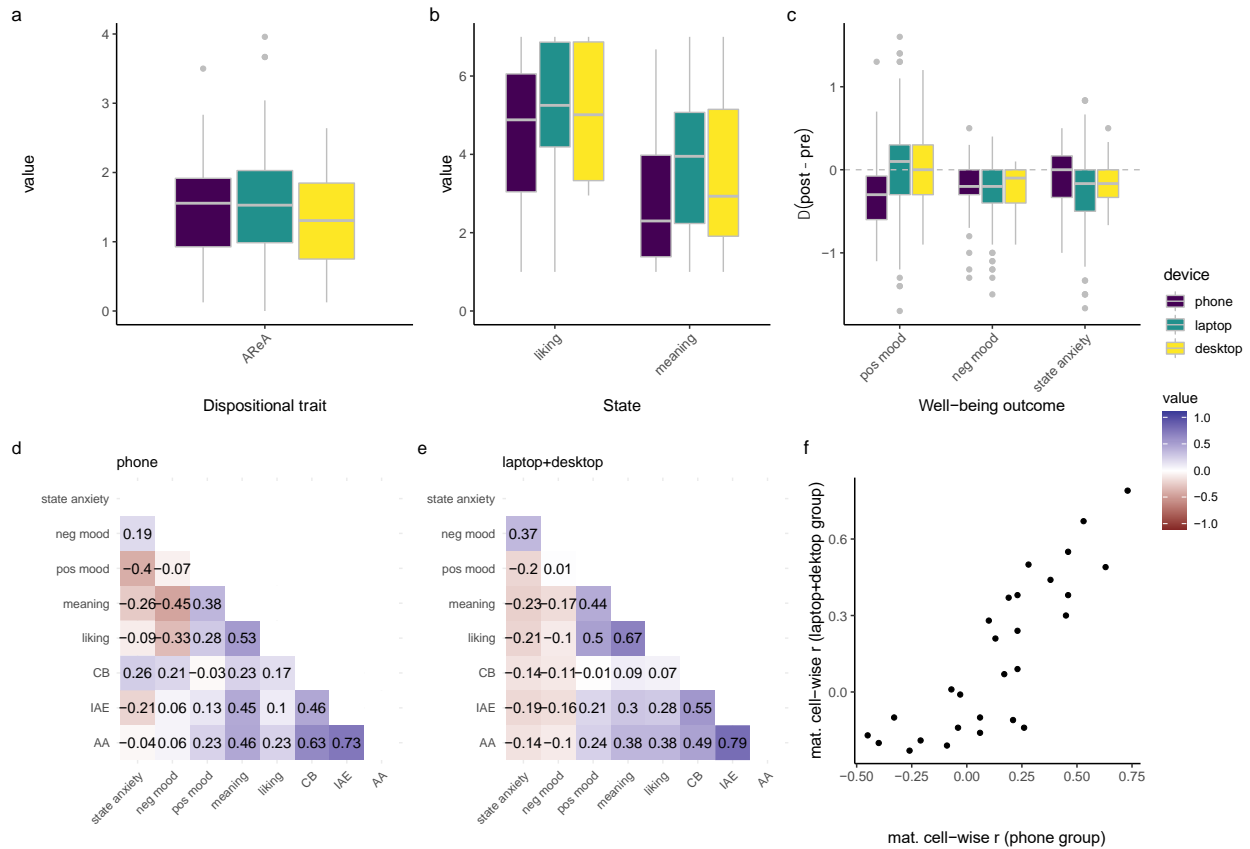 a
b
c
4
3
2
1
0
value
AReA
Dispositional trait
6
4
2
0
value
liking
meaning
State
1
0
−1
D(post - pre)
pos mood
neg mood
state anxiety
Well−being outcome
device
phone
laptop
desktop
value
1.0
0.5
0.0
−0.5
−1.0
d
phone
state anxiety
neg mood 0.19
pos mood −0.4 −0.07
meaning −0.26 −0.45 0.38
liking −0.09 −0.33 0.28 0.53
CB 0.26 0.21 −0.03 0.23 0.17
IAE −0.21 0.06 0.13 0.45 0.1 0.46
AA −0.04 0.06 0.23 0.46 0.23 0.63 0.73
state anxiety neg mood pos mood meaning liking CB IAE AA
e
laptop+desktop
state anxiety
neg mood 0.37
pos mood −0.2 0.01
meaning −0.23 −0.17 0.44
liking −0.21 −0.1 0.5 0.67
CB −0.14 −0.11 −0.01 0.09 0.07
IAE −0.19 −0.16 0.21 0.3 0.28 0.55
AA −0.14 −0.1 0.24 0.38 0.38 0.49 0.79
state anxiety neg mood pos mood meaning liking CB IAE AA
f
mat. cell−wise r (laptop+dektop group)
0.6
0.3
0.0
−0.50 −0.25 0.00 0.25 0.50 0.75
mat. cell−wise r (phone group)